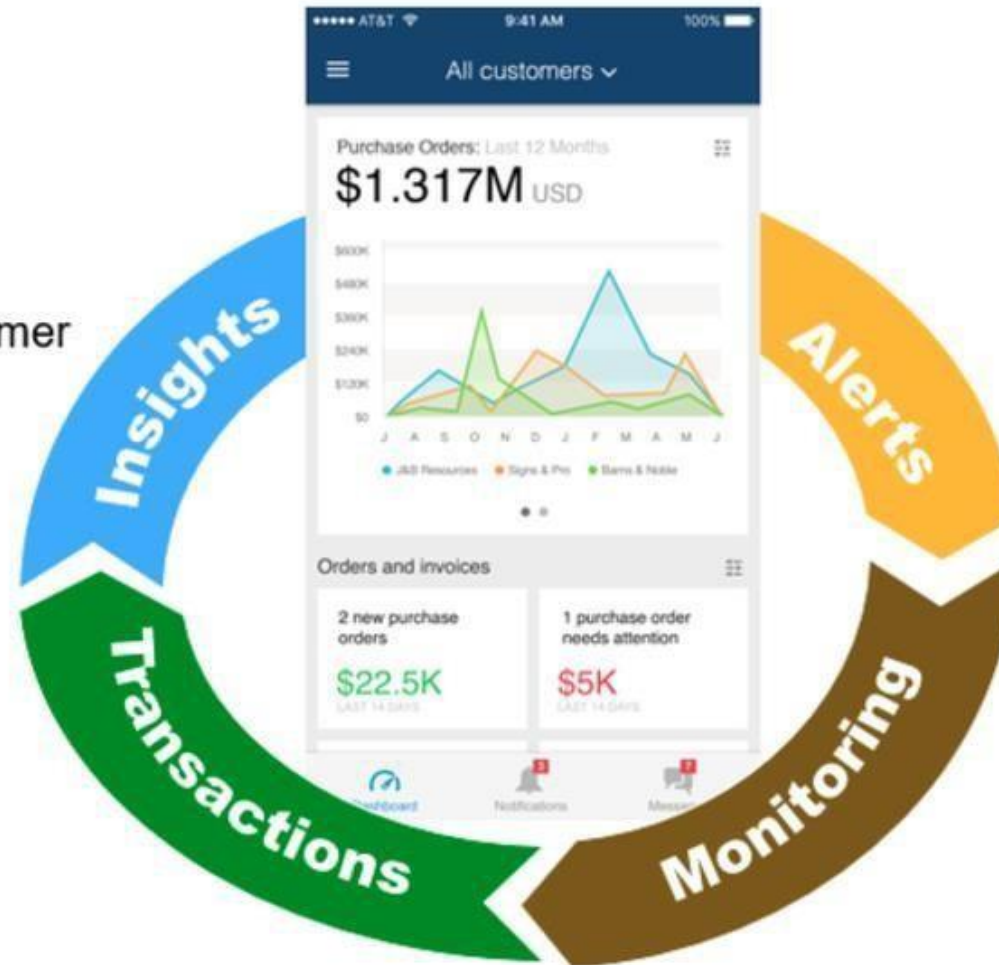 AT&T 9:41 AM 100%
All customers
Purchase Orders: Last 12 Months
$1.317M USD
$600K
$480K
$360K
$240K
$120K
$0
J A S O N D J F M A M J
J&B Resources Signs & Pro Barns & Noble
Orders and invoices
2 new purchase
orders
$22.5K
LAST 14 DAYS
1 purchase order
needs attention
$5K
LAST 14 DAYS
3
Notifications
7
mer
Insights
Alerts
Transactions
Monitoring